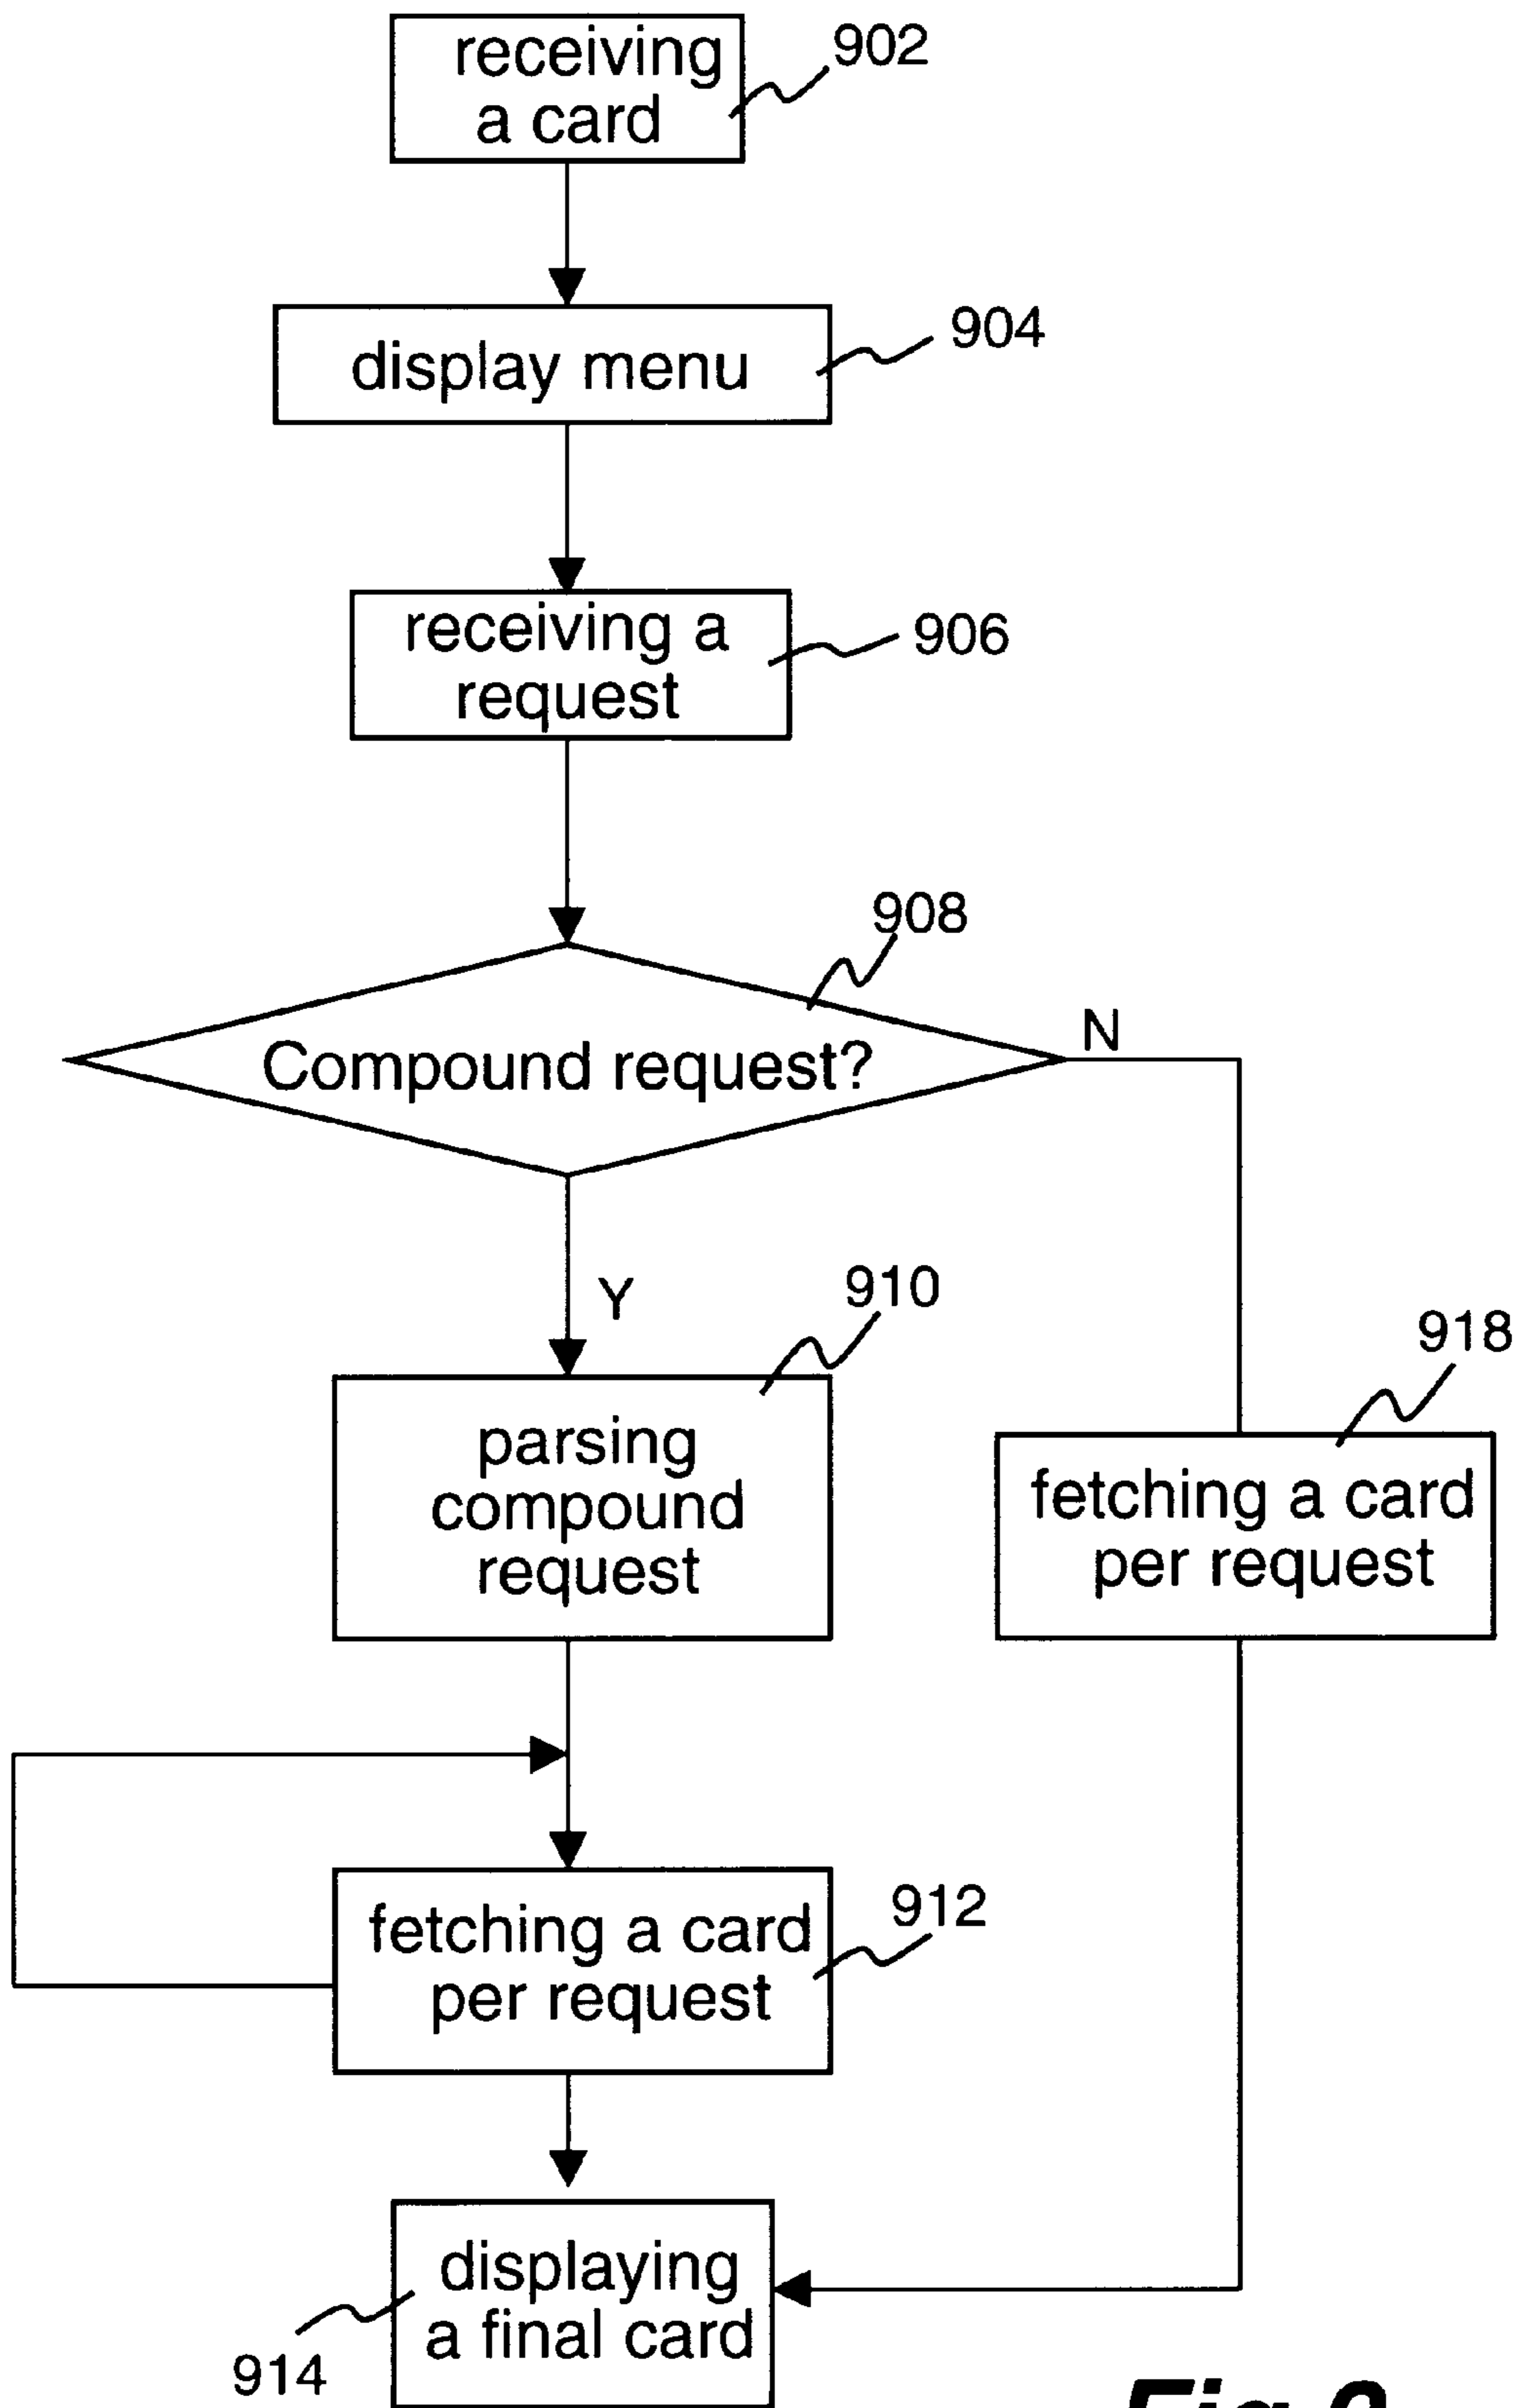 receiving
a card
902
display menu
904
receiving a
request
906
908
Compound request?
N
Y
910
parsing
compound
request
918
fetching a card
per request
fetching a card
per request
912
displaying
a final card
914